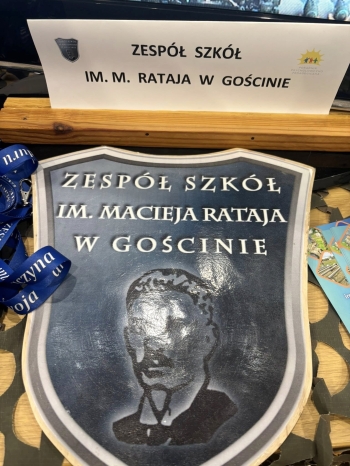 ZESPÓŁ SZKÓŁ
IM. M. RATAJA W GOŚCINIE
ZESPÓŁ SZKÓŁ
IM. MACIEJA RATAJA
W GOŚCINIE